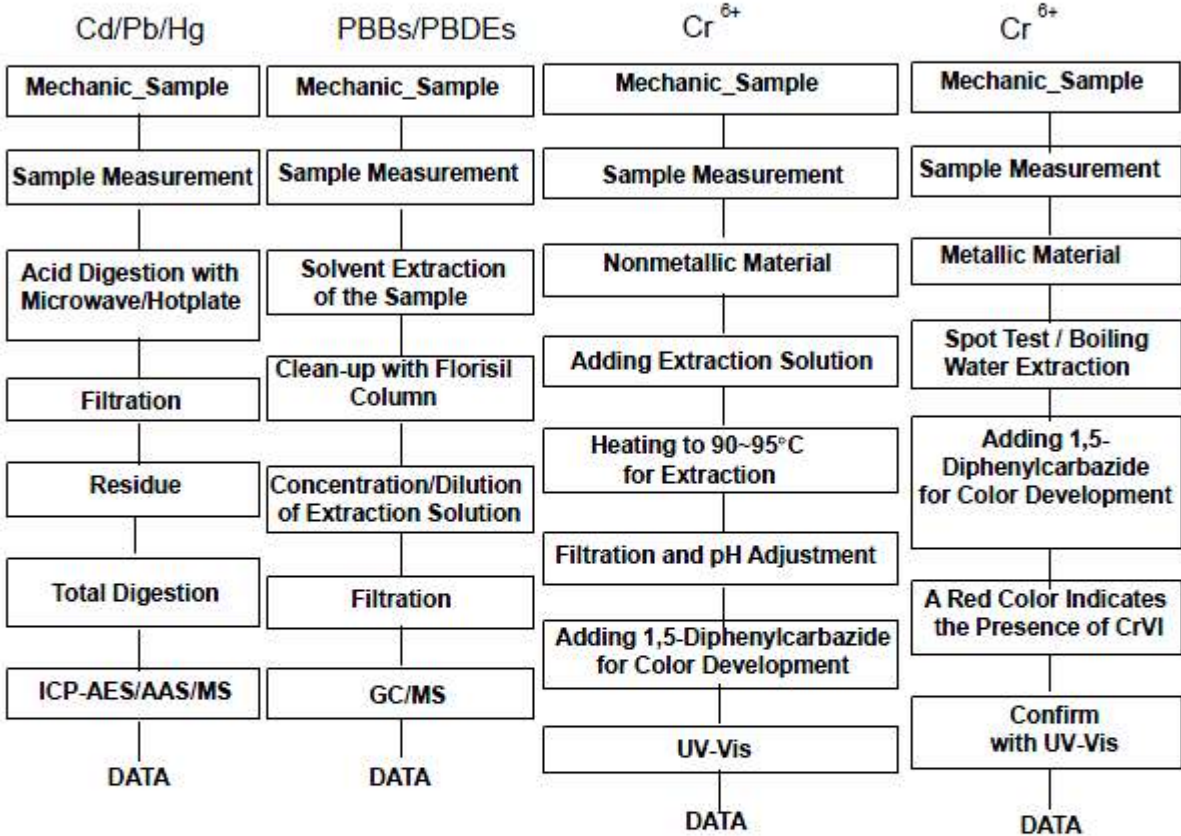 Cd/Pb/Hg
Mechanic_Sample
Sample Measurement
Acid Digestion with
Microwave/Hotplate
Filtration
Residue
Total Digestion
ICP-AES/AAS/MS
DATA
PBBs/PBDEs
Mechanic_Sample
Sample Measurement
Solvent Extraction
of the Sample
Clean-up with Florisil
Column
Concentration/Dilution
of Extraction Solution
Filtration
GC/MS
DATA
Cr 6+
Mechanic_Sample
Sample Measurement
Nonmetallic Material
Adding Extraction Solution
Heating to 90~95°C
for Extraction
Filtration and pH Adjustment
Adding 1,5-Diphenylcarbazide
for Color Development
UV-Vis
DATA
Cr 6+
Mechanic_Sample
Sample Measurement
Metallic Material
Spot Test / Boiling
Water Extraction
Adding 1,5-
Diphenylcarbazide
for Color Development
A Red Color Indicates
the Presence of CrVI
Confirm
with UV-Vis
DATA